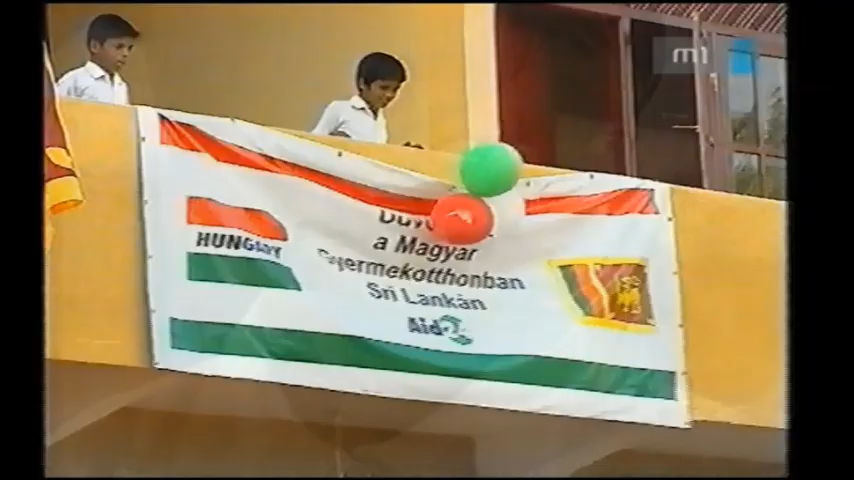 m1
HUNGARY
a Magyar
Gyermekotthonban
Sri Lankán
Aid